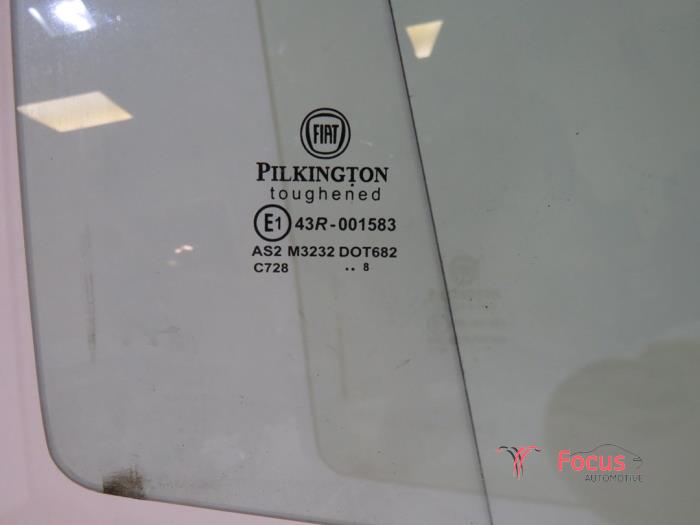 FIAT
PILKINGTON
toughened
E1 43R-001583
AS2 M3232 DOT682
C728 .. 8
Focus
AUTOMOTIVE